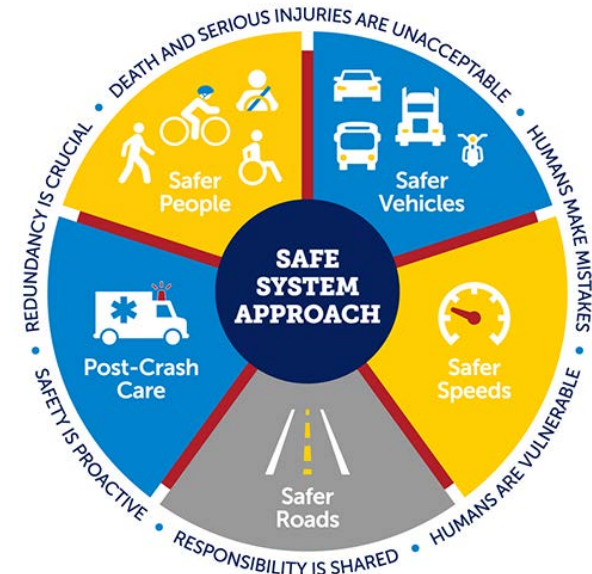 DEATH AND SERIOUS INJURIES ARE UNACCEPTABLE
HUMANS MAKE MISTAKES
HUMANS ARE VULNERABLE
RESPONSIBILITY IS SHARED
SAFETY IS PROACTIVE
REDUNDANCY IS CRUCIAL
Safer
People
Safer
Vehicles
SAFE
SYSTEM
APPROACH
Post-Crash
Care
Safer
Speeds
Safer
Roads